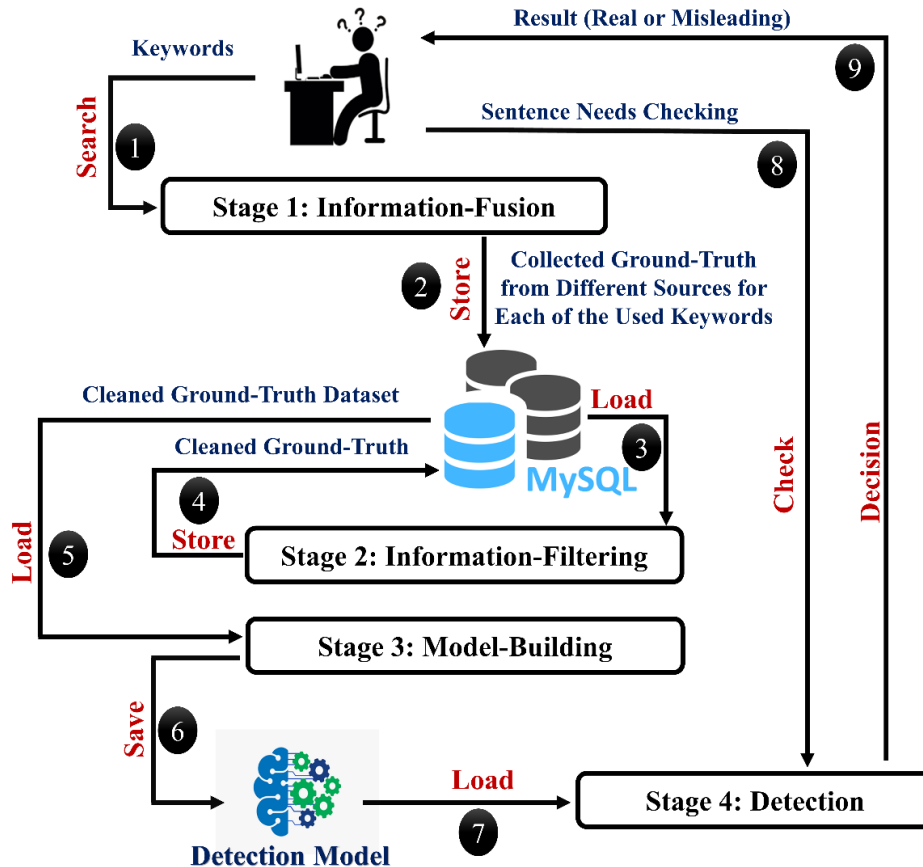 Result (Real or Misleading)
Keywords
9
Search
1
Sentence Needs Checking
8
Stage 1: Information-Fusion
2
Store
Collected Ground-Truth
from Different Sources for
Each of the Used Keywords
Cleaned Ground-Truth Dataset
Load
3
Cleaned Ground-Truth
MySQL
4
Store
Check
Decision
Load
5
Stage 2: Information-Filtering
Stage 3: Model-Building
Save
6
Load
7
Stage 4: Detection
Detection Model
? ? ?